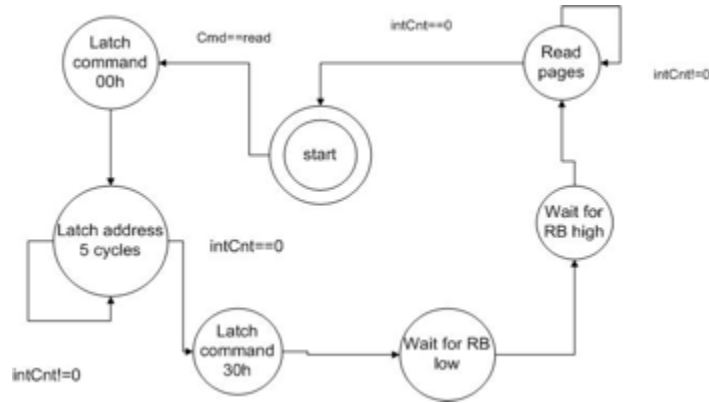 Latch
command
00h
Cmd==read
intCnt==0
Read
pages
intCnt!=0
start
Latch address
5 cycles
intCnt==0
Wait for
RB high
Latch
command
30h
Wait for RB
low
intCnt!=0